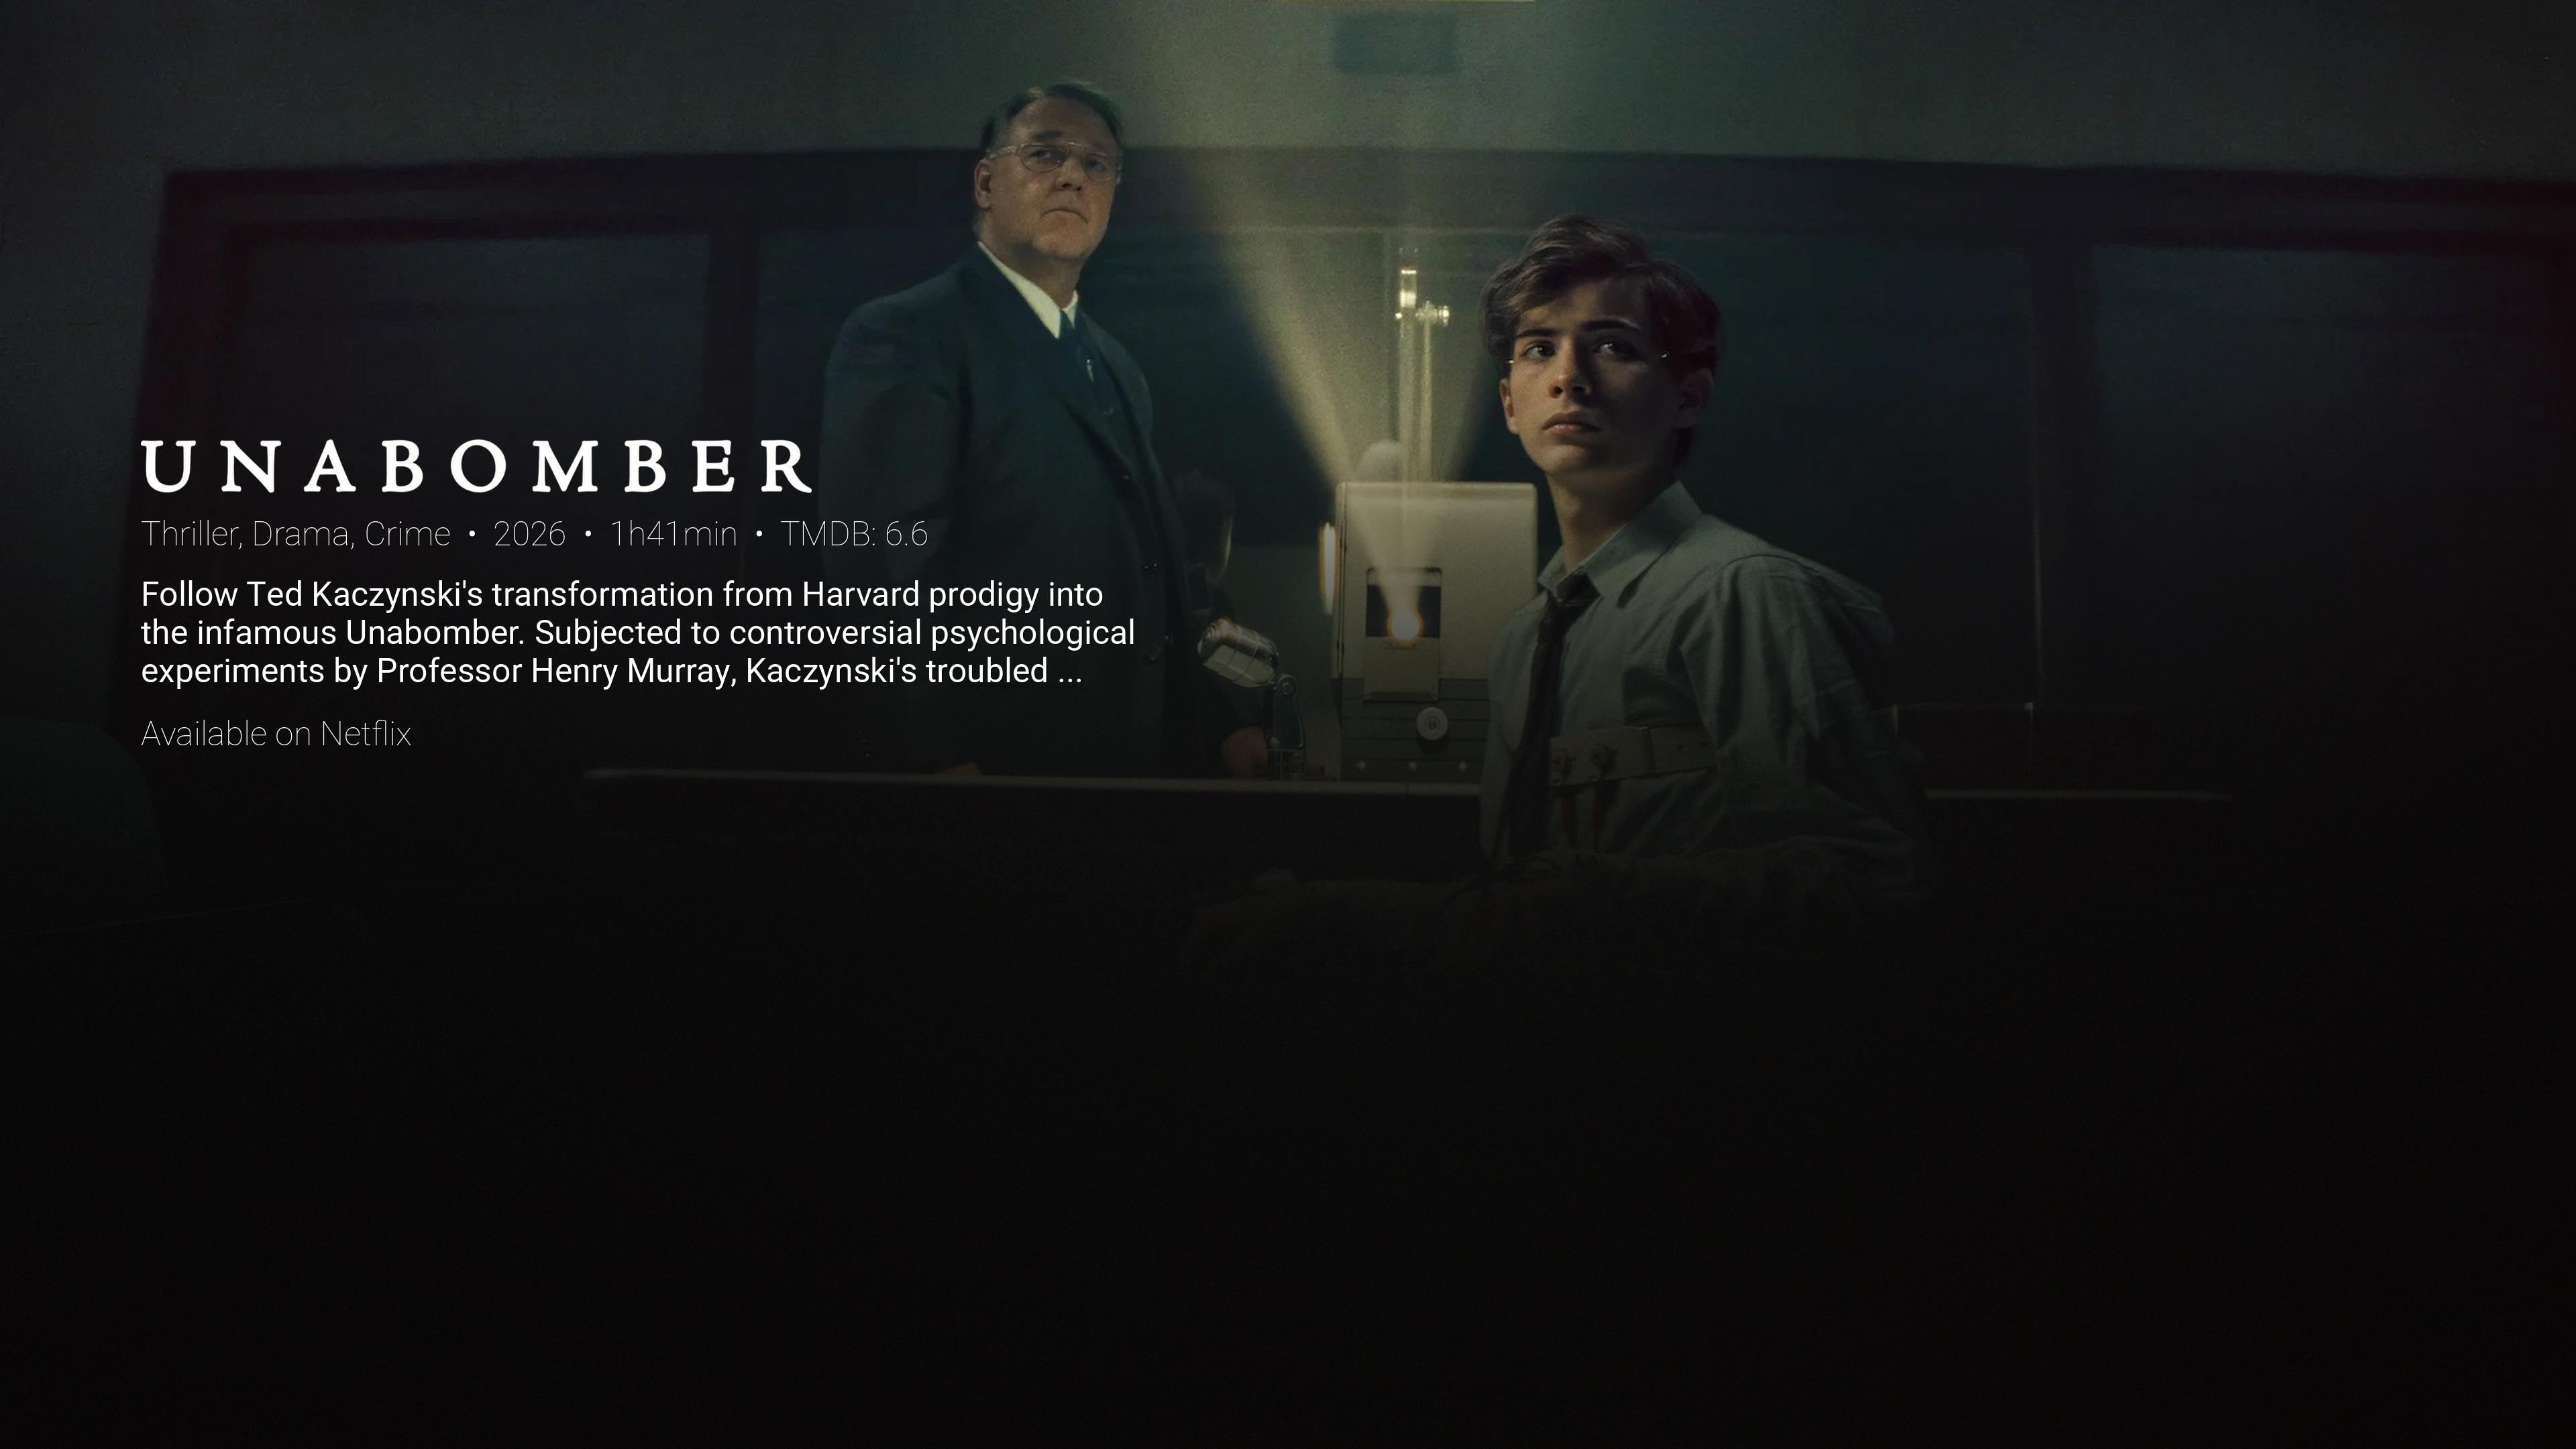 UNABOMBER
Thriller, Drama, Crime • 2026 • 1h41min • TMDB: 6.6
Follow Ted Kaczynski's transformation from Harvard prodigy into
the infamous Unabomber. Subjected to controversial psychological
experiments by Professor Henry Murray, Kaczynski's troubled ...
Available on Netflix